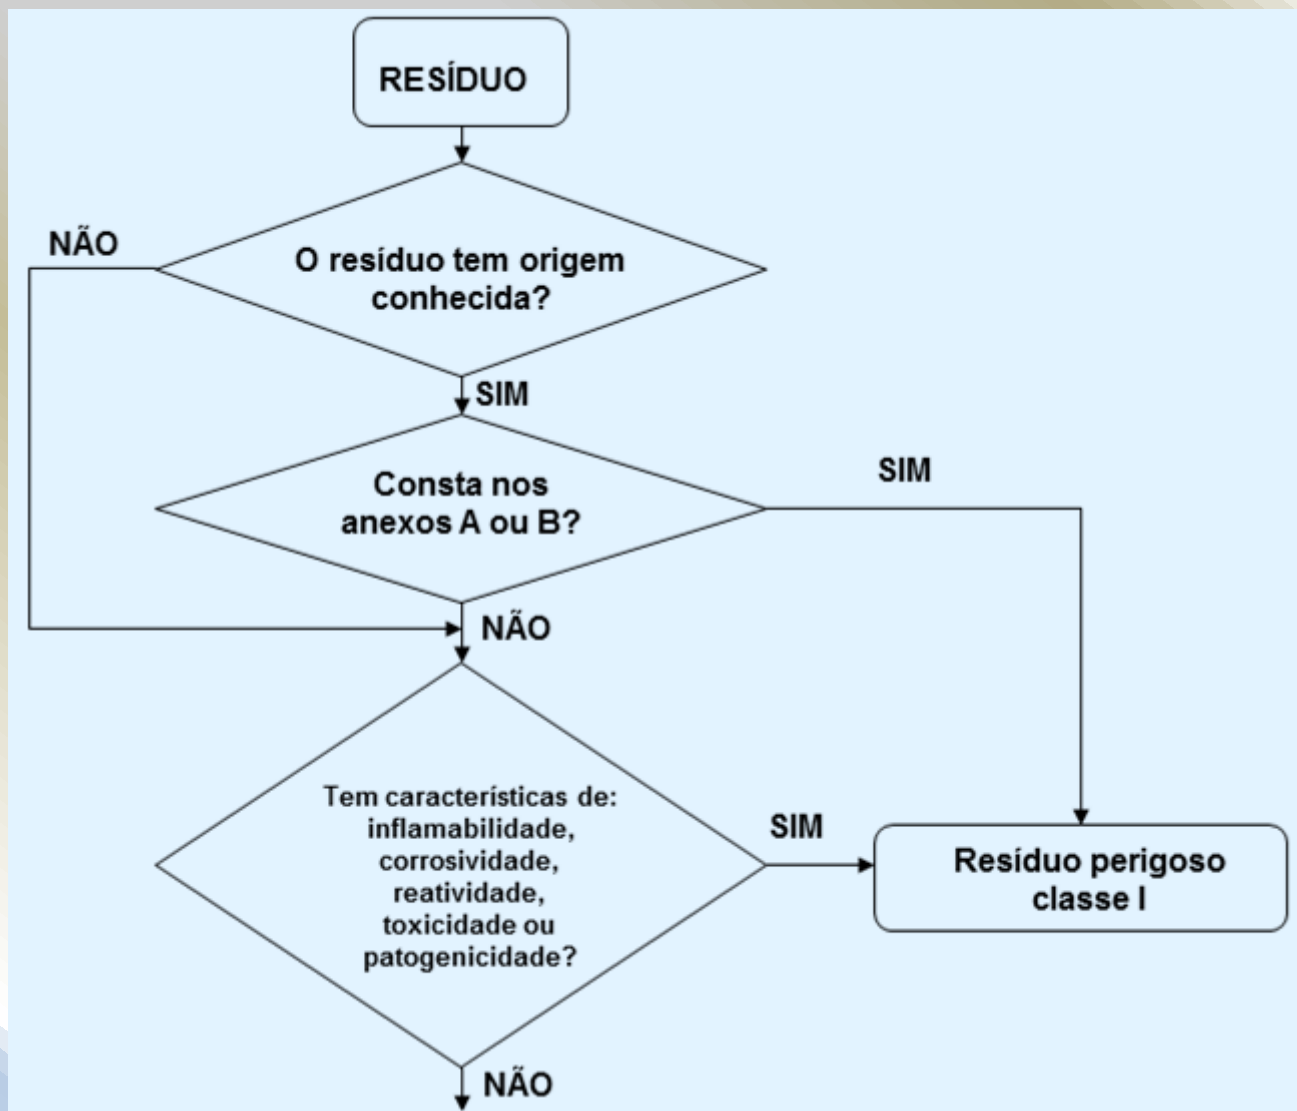 RESÍDUO
NÃO
O resíduo tem origem
conhecida?
SIM
Consta nos
anexos A ou B?
SIM
NÃO
Tem características de:
inflamabilidade,
corrosividade,
reatividade,
toxicidade ou
patogenicidade?
SIM
Resíduo perigoso
classe I
NÃO